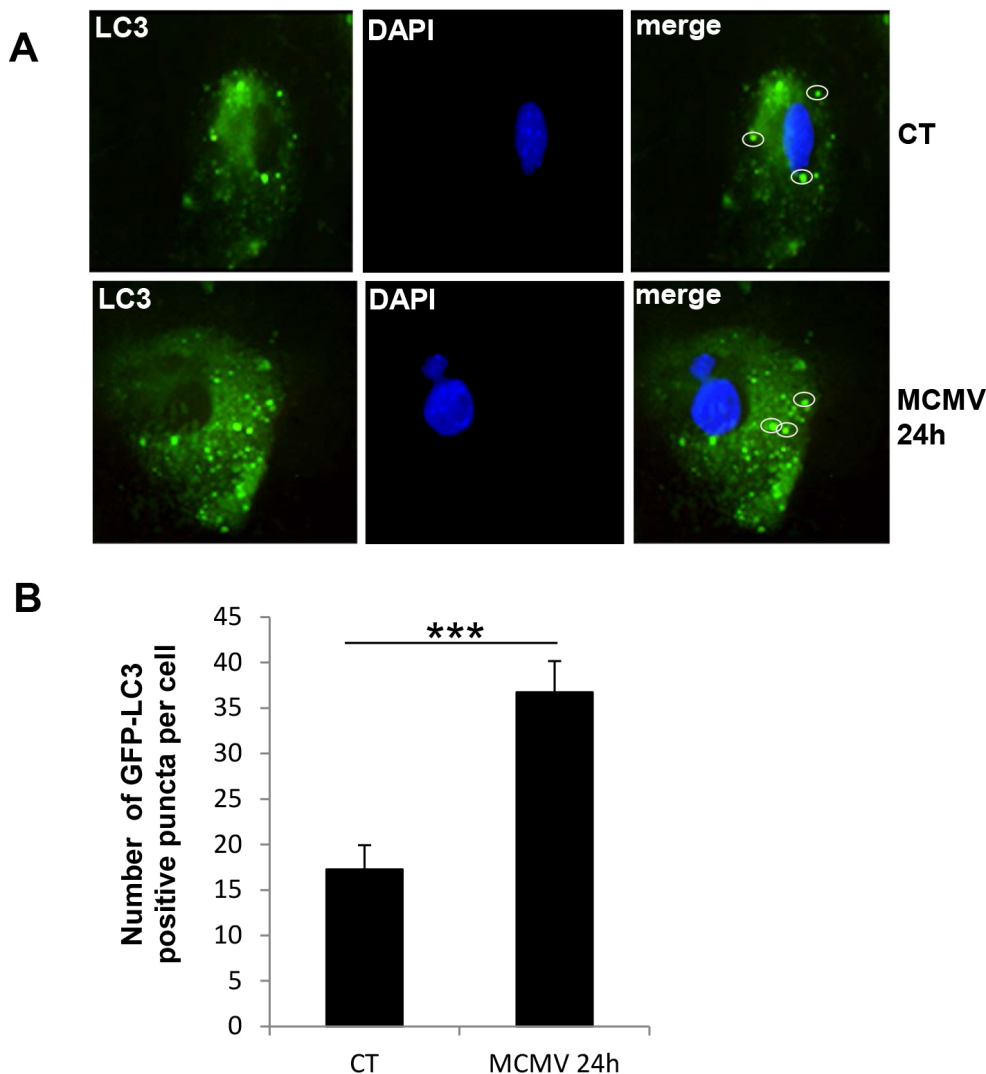 A
LC3
DAPI
merge
CT
LC3
DAPI
merge
MCMV
24h
B
Number of GFP-LC3
positive puncta per cell
45
40
35
30
25
20
15
10
5
0
***
CT
MCMV 24h